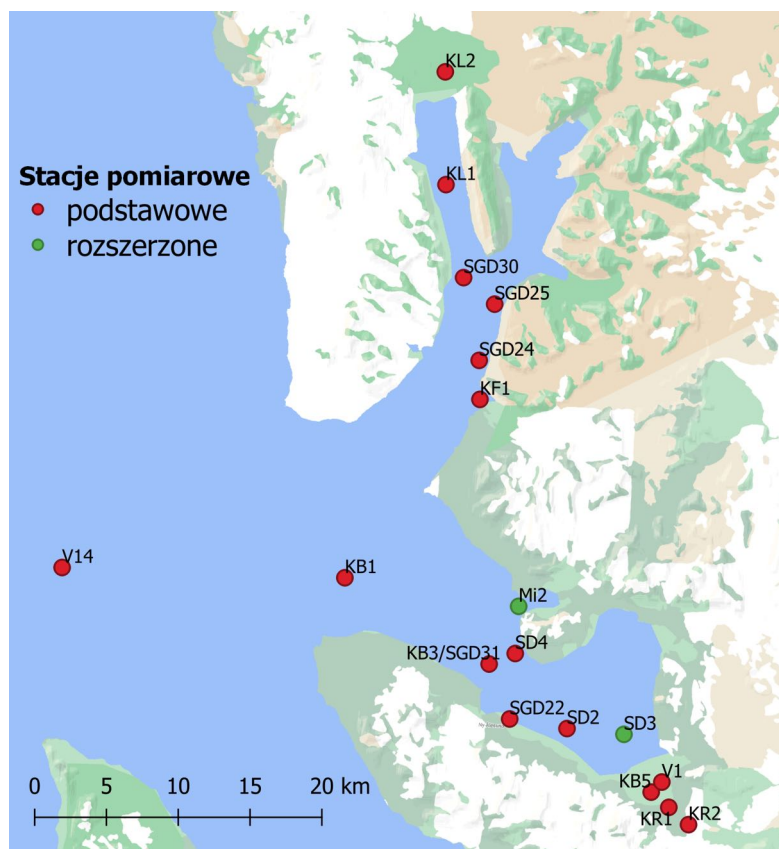 KL2
Stacje pomiarowe
podstawowe
rozszerzone
KL1
SGD30
SGD25
SGD24
KF1
V14
KB1
Mi2
SD4
KB3/SGD31
SGD22
SD2
SD3
V1
KB5
KR1
KR2
0 5 10 15 20 km